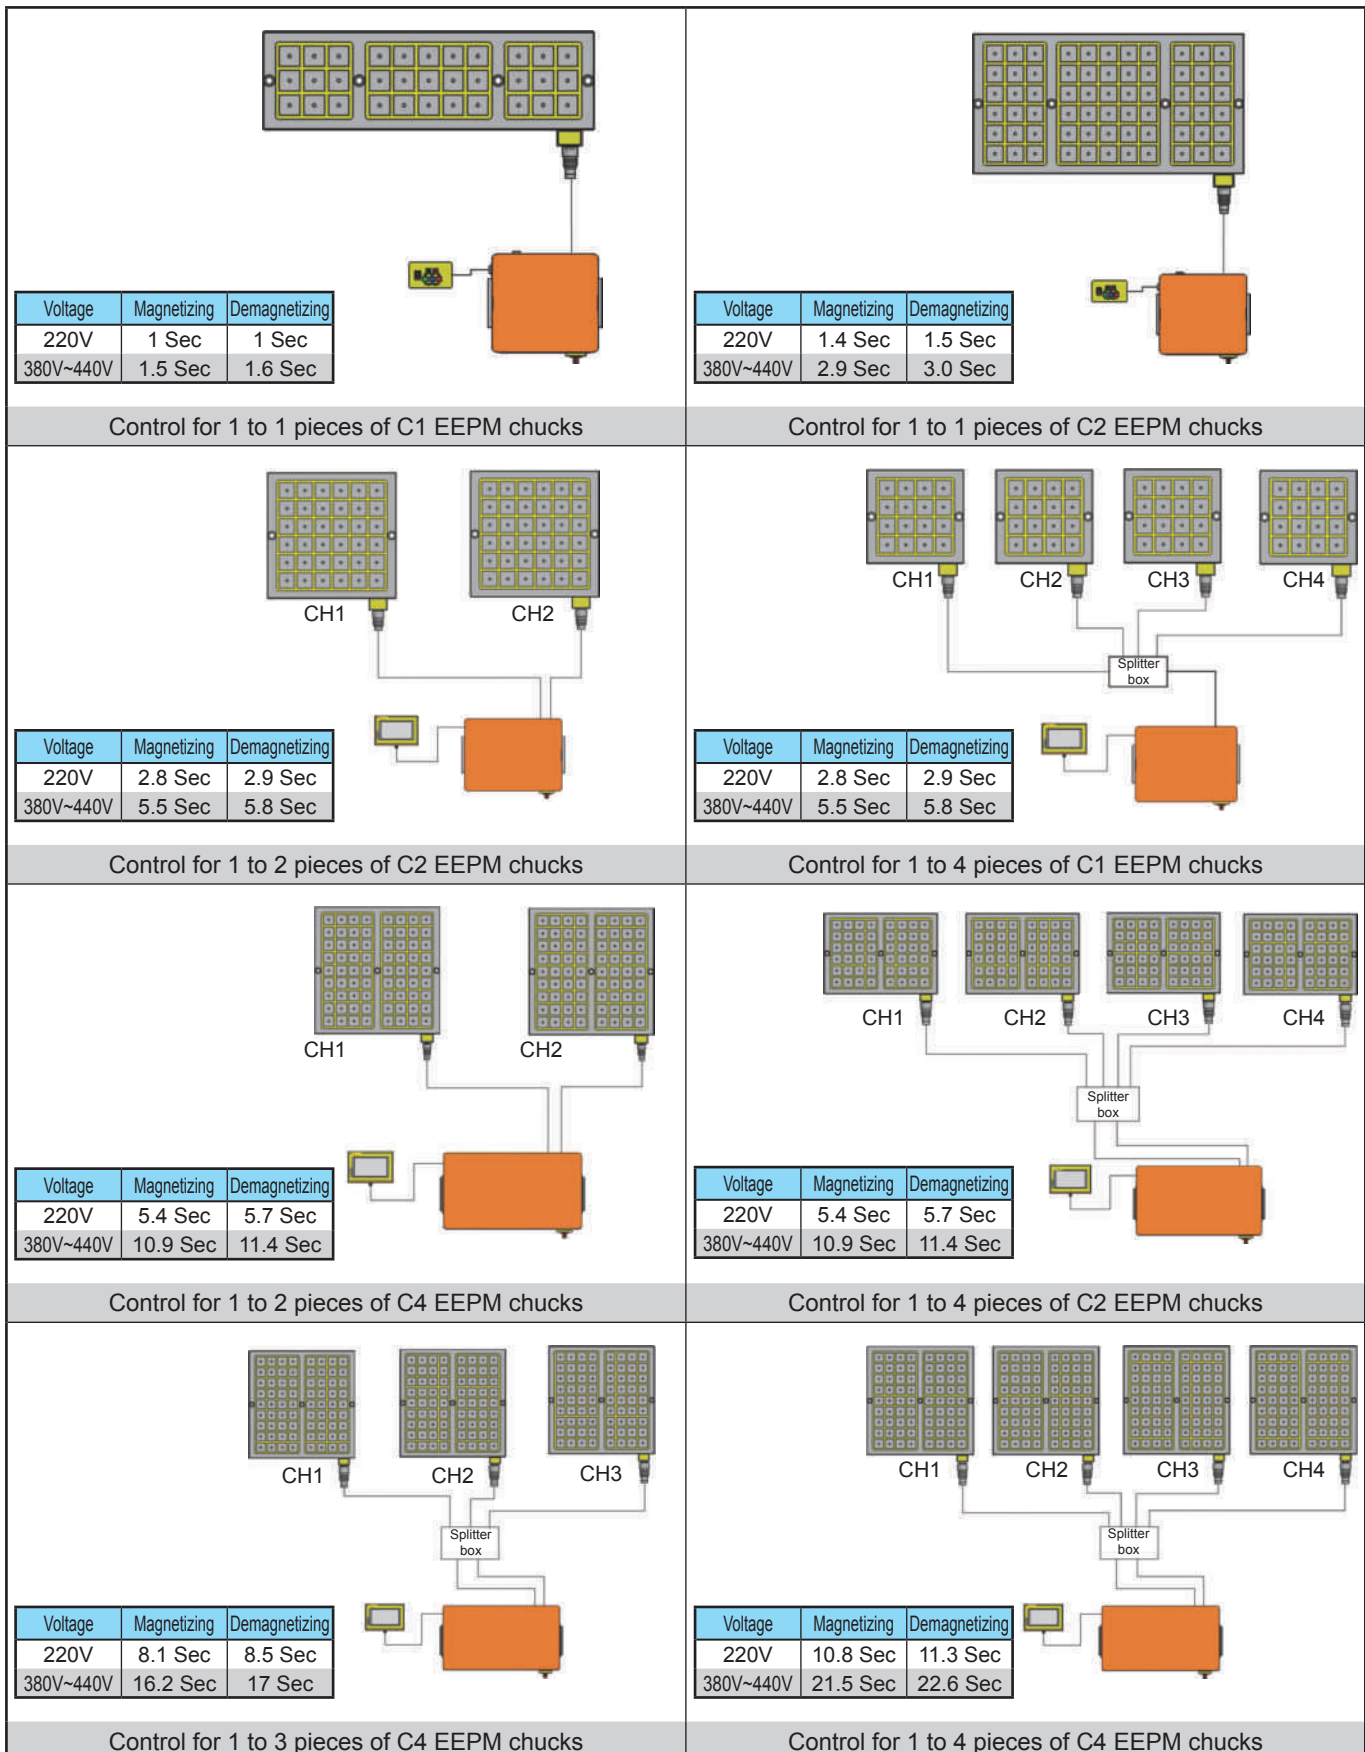 Voltage Magnetizing Demagnetizing
220V 1 Sec 1 Sec
380V~440V 1.5 Sec 1.6 Sec
Control for 1 to 1 pieces of C1 EEPM chucks
Voltage Magnetizing Demagnetizing
220V 1.4 Sec 1.5 Sec
380V~440V 2.9 Sec 3.0 Sec
Control for 1 to 1 pieces of C2 EEPM chucks
CH1 CH2
Voltage Magnetizing Demagnetizing
220V 2.8 Sec 2.9 Sec
380V~440V 5.5 Sec 5.8 Sec
Control for 1 to 2 pieces of C2 EEPM chucks
CH1 CH2 CH3 CH4
Splitter
box
Voltage Magnetizing Demagnetizing
220V 2.8 Sec 2.9 Sec
380V~440V 5.5 Sec 5.8 Sec
Control for 1 to 4 pieces of C1 EEPM chucks
CH1 CH2
Voltage Magnetizing Demagnetizing
220V 5.4 Sec 5.7 Sec
380V~440V 10.9 Sec 11.4 Sec
Control for 1 to 2 pieces of C4 EEPM chucks
CH1 CH2 CH3 CH4
Splitter
box
Voltage Magnetizing Demagnetizing
220V 5.4 Sec 5.7 Sec
380V~440V 10.9 Sec 11.4 Sec
Control for 1 to 4 pieces of C2 EEPM chucks
CH1 CH2 CH3
Splitter
box
Voltage Magnetizing Demagnetizing
220V 8.1 Sec 8.5 Sec
380V~440V 16.2 Sec 17 Sec
Control for 1 to 3 pieces of C4 EEPM chucks
CH1 CH2 CH3 CH4
Splitter
box
Voltage Magnetizing Demagnetizing
220V 10.8 Sec 11.3 Sec
380V~440V 21.5 Sec 22.6 Sec
Control for 1 to 4 pieces of C4 EEPM chucks